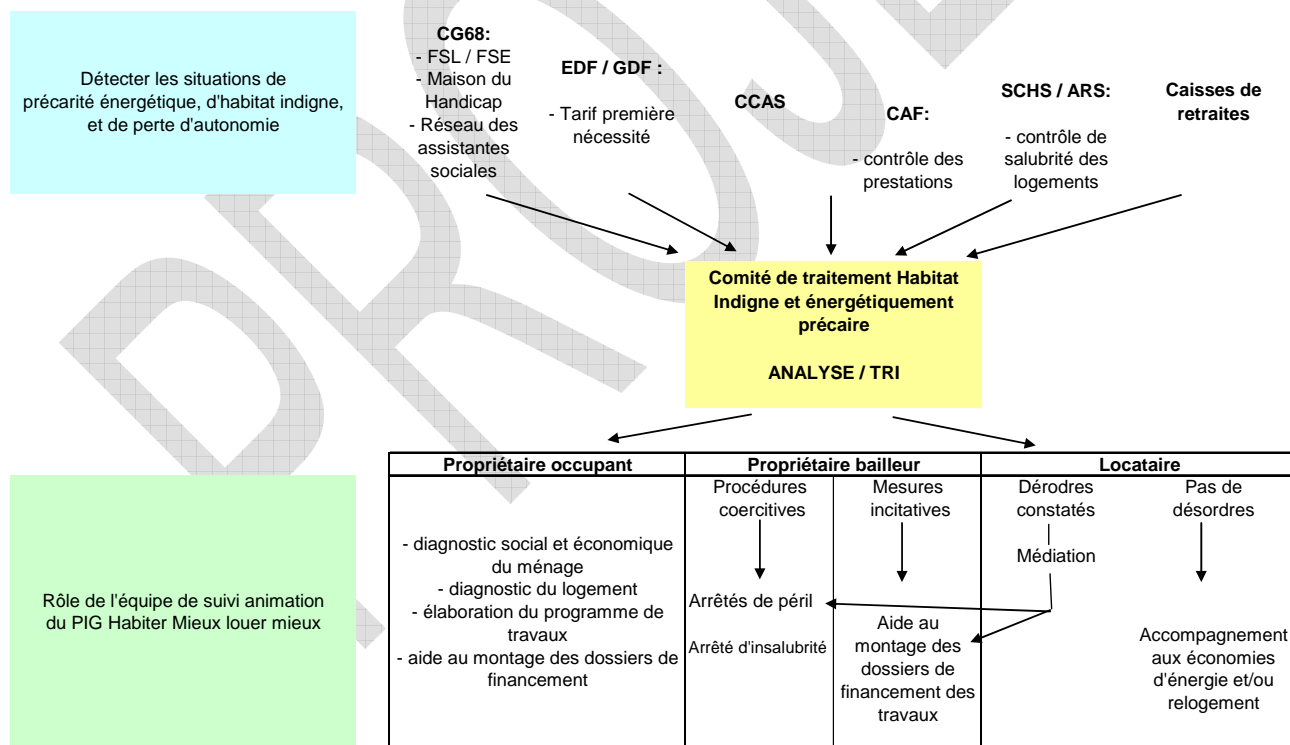 Détecter les situations de
précarité énergétique, d'habitat indigne,
et de perte d'autonomie
CG68:
- FSL / FSE
- Maison du
Handicap
- Réseau des
assistantes
sociales
EDF / GDF :
- Tarif première
nécessité
CCAS
CAF:
- contrôle des
prestations
SCHS / ARS:
- contrôle de
salubrité des
logements
Caisses de
retraites
Comité de traitement Habitat
Indigne et énergétiquement
précaire
ANALYSE / TRI
Rôle de l'équipe de suivi animation
du PIG Habiter Mieux louer mieux
Propriétaire occupant
- diagnostic social et économique
du ménage
- diagnostic du logement
- élaboration du programme de
travaux
- aide au montage des dossiers de
financement
Propriétaire bailleur
Procédures
coercitives
Arrêtés de péril
Arrêté d'insalubrité
Mesures
incitatives
Aide au
montage des
dossiers de
financement des
travaux
Locataire
Dérodres
constatés
Médiation
Pas de
désordres
Accompagnement
aux économies
d'énergie et/ou
relogement